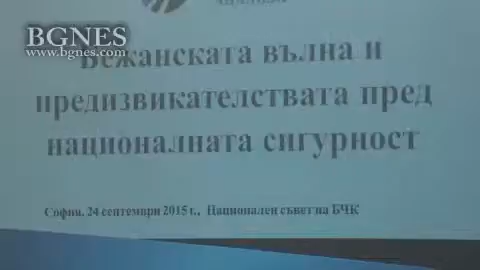 BGNES
www.bgnes.com
Бежанската вълна и
предизвикателствата пред
националната сигурност
София, 24 септември 2015 г., Национален съвет на БЧК